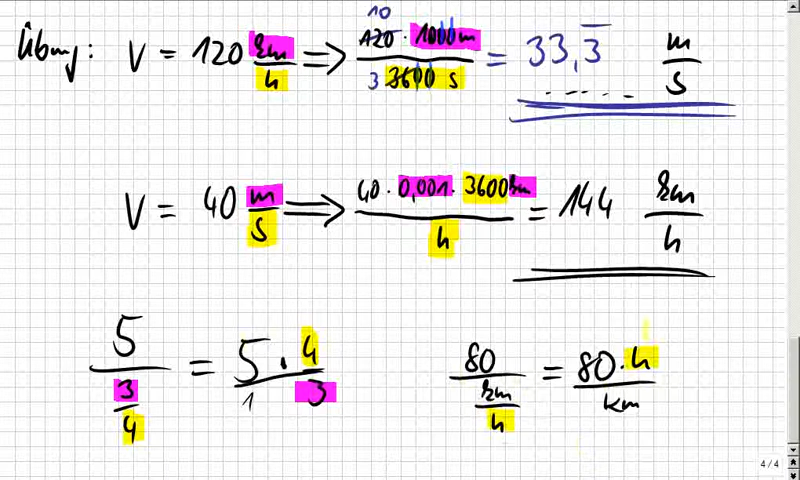 Übung: V = 120 km/h ⇒ 10 120 · 1000 m / 3 3600 s = 33,3̅ m/s
V = 40 m/s ⇒ 40 · 0,001 · 3600 km / h = 144 km/h
5 / (3/4) = 5 · 4 / 1 3
80 / (km/h) = 80 · h / km
4/4